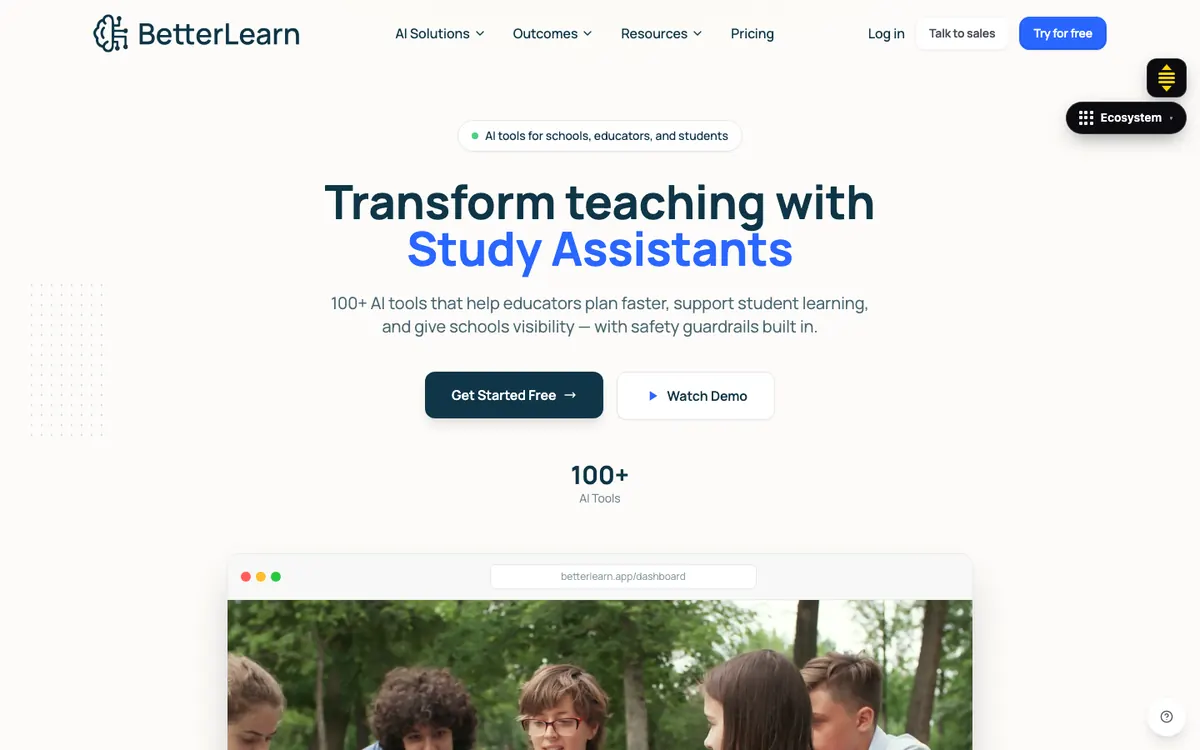 BetterLearn
AI Solutions
Outcomes
Resources
Pricing
Log in
Talk to sales
Try for free
Ecosystem
AI tools for schools, educators, and students
Transform teaching with
Study Assistants
100+ AI tools that help educators plan faster, support student learning,
and give schools visibility — with safety guardrails built in.
Get Started Free →
Watch Demo
100+
AI Tools
betterlearn.app/dashboard